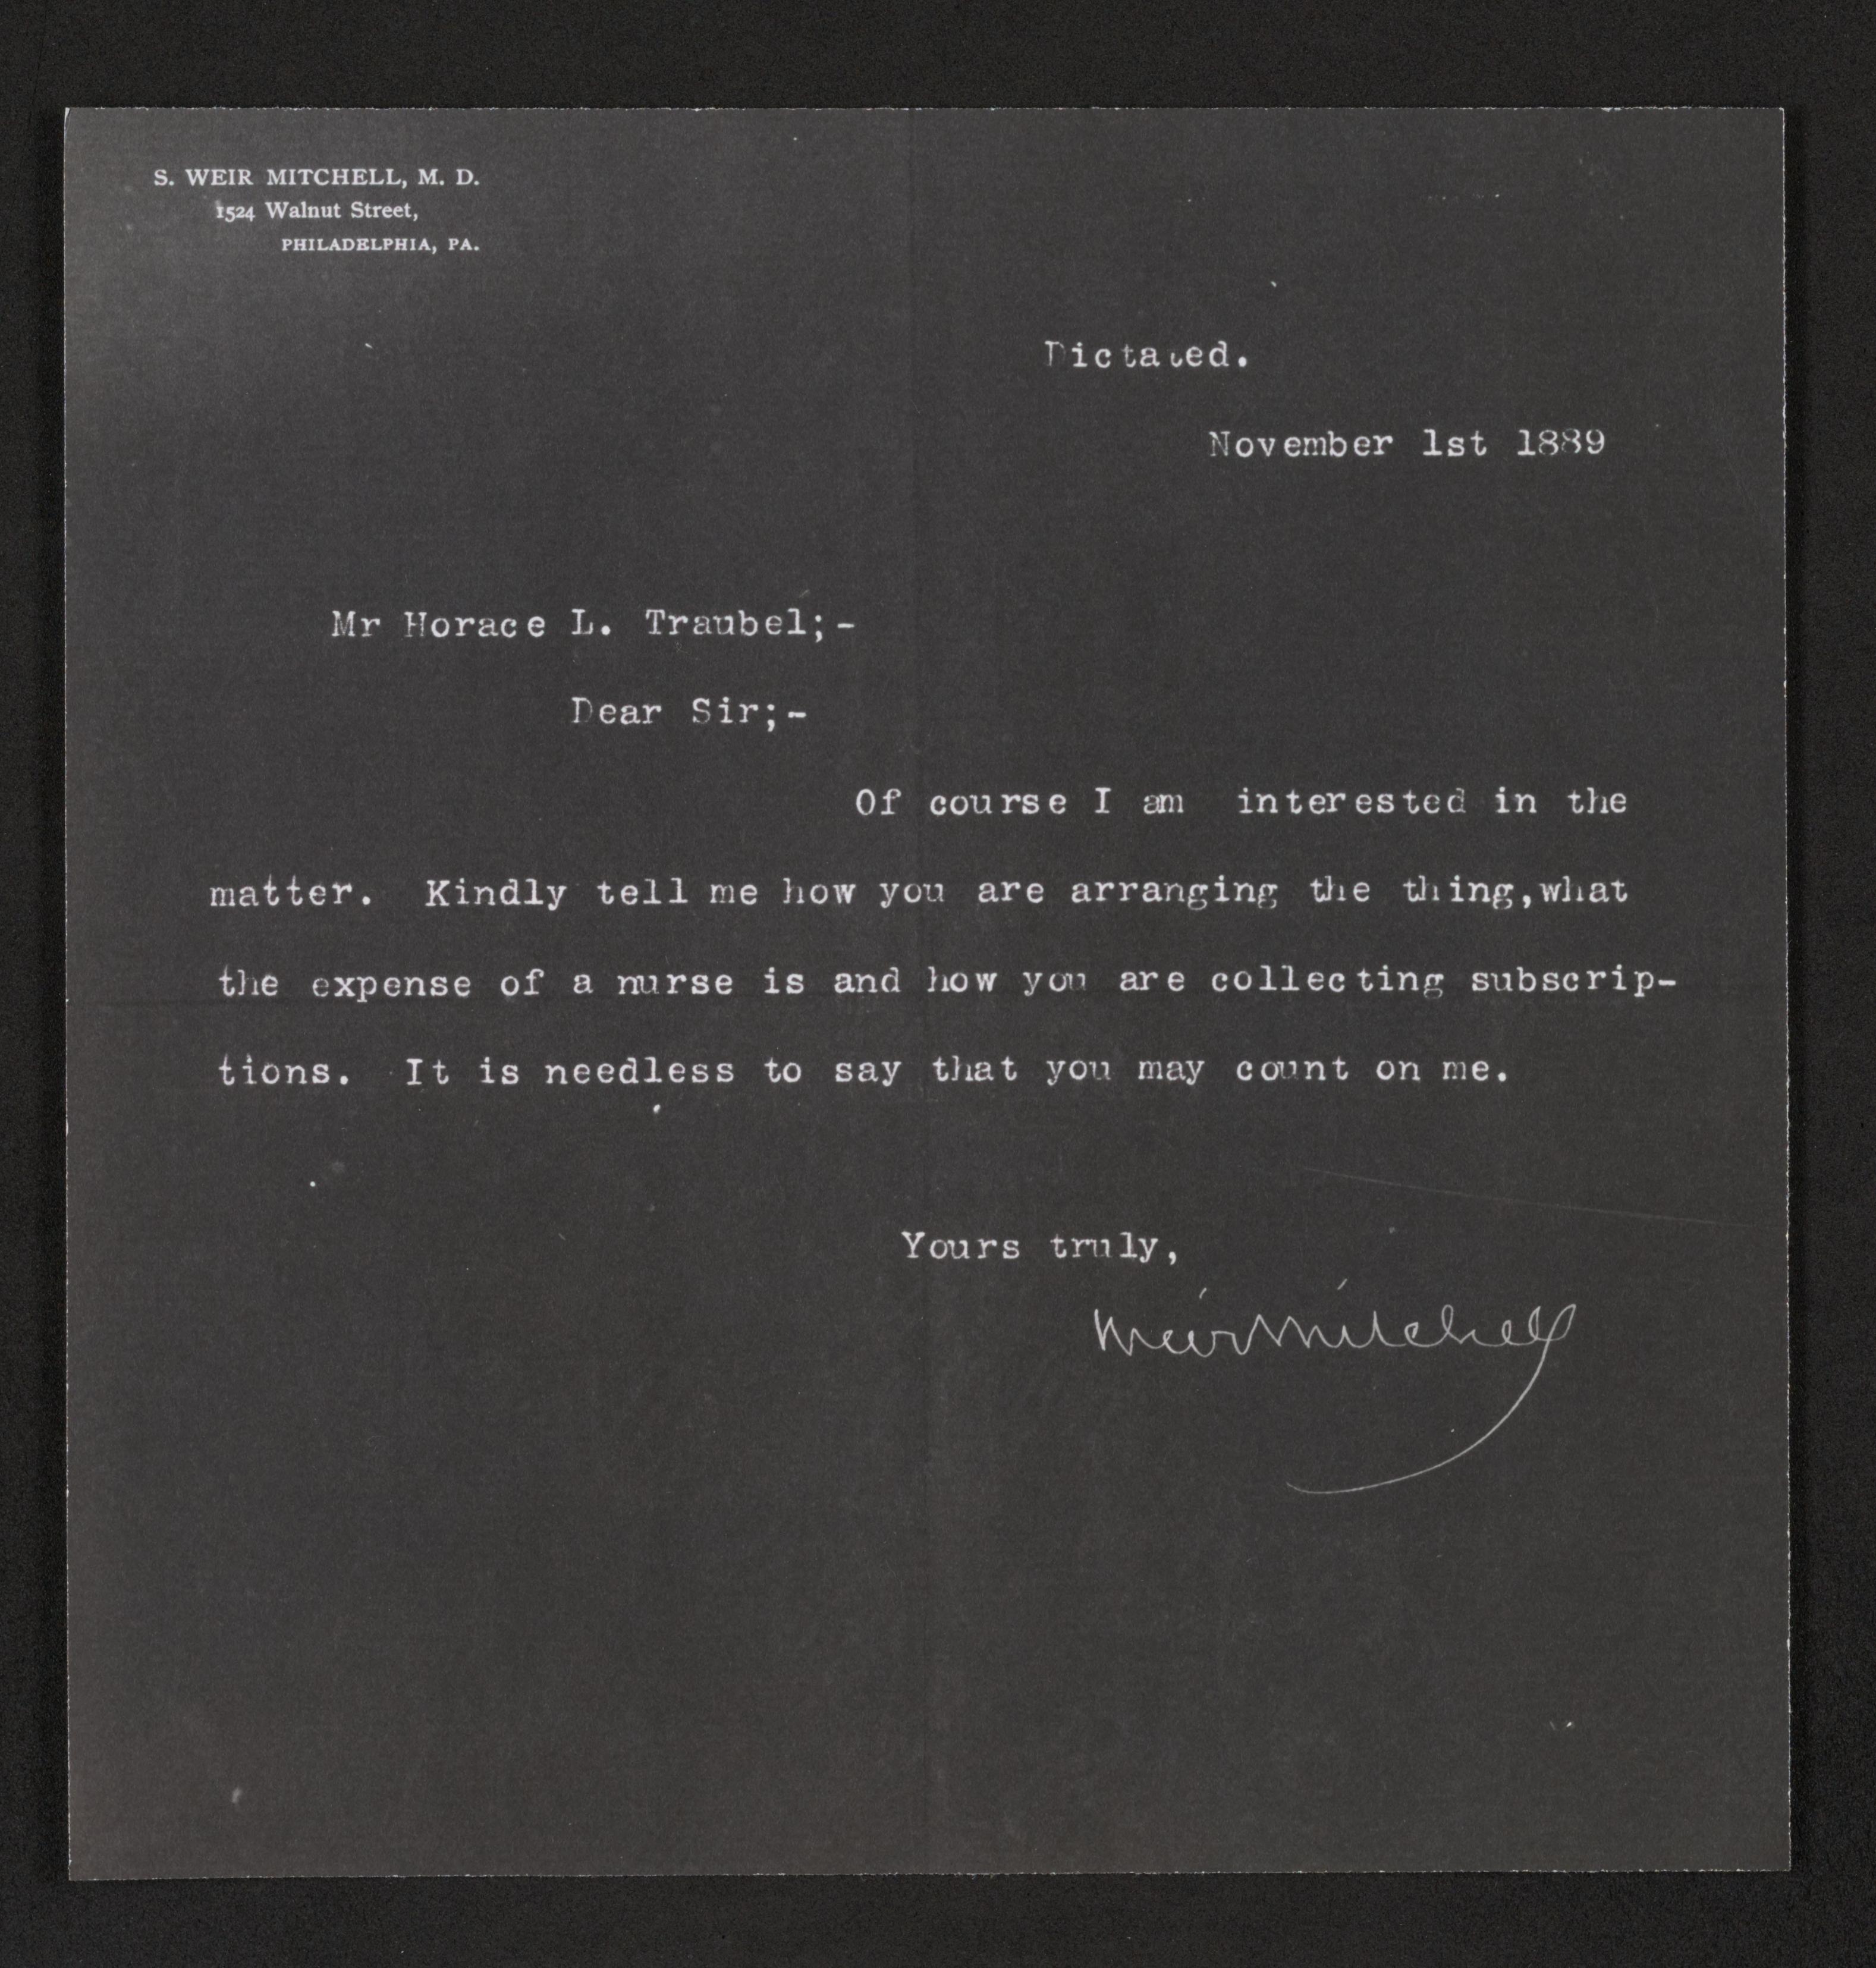 S. WEIR MITCHELL, M. D.
1524 Walnut Street,
PHILADELPHIA, PA.
Dictated.
November 1st 1889
Mr Horace L. Traubel;-
Dear Sir;-
Of course I am interested in the
matter. Kindly tell me how you are arranging the thing,what
the expense of a nurse is and how you are collecting subscrip-
tions. It is needless to say that you may count on me.
Yours truly,
Weir Mitchell